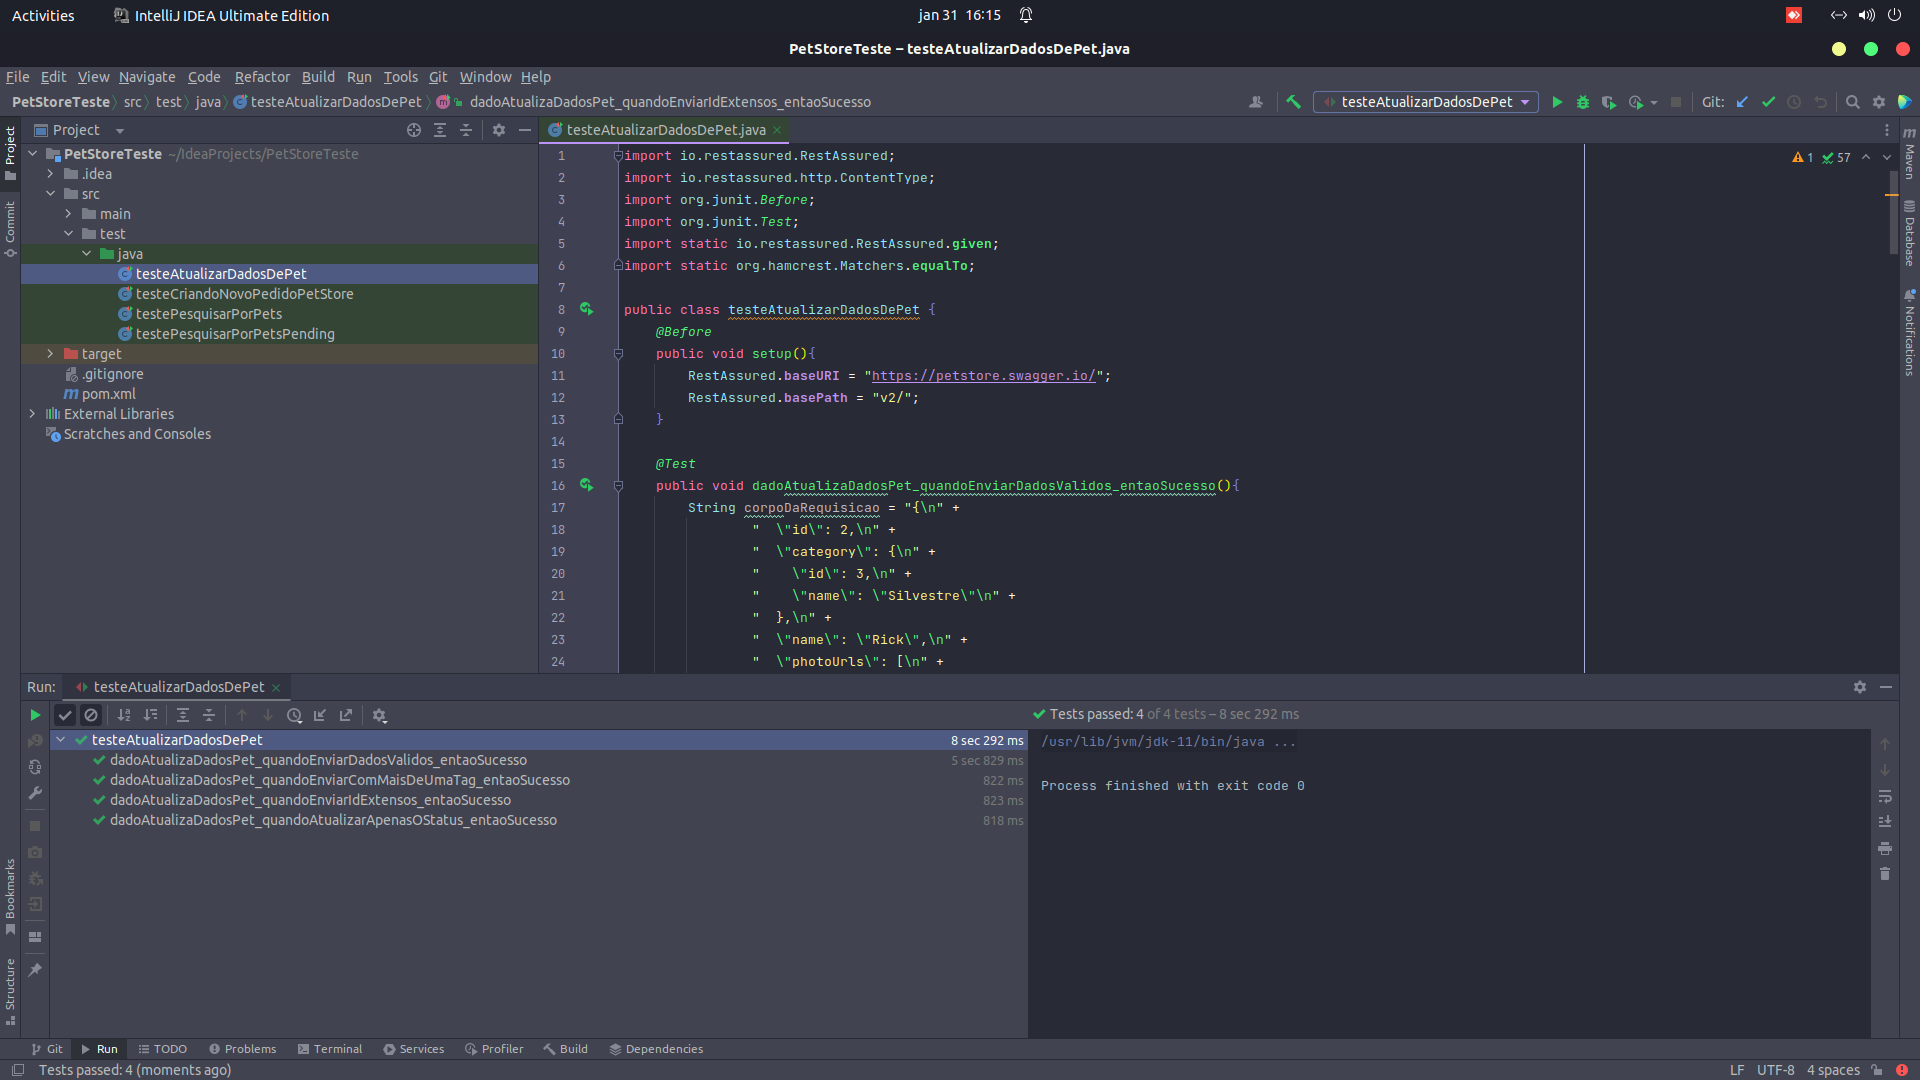 Activities
IntelliJ IDEA Ultimate Edition
jan 31 16:15
PetStoreTeste – testeAtualizarDadosDePet.java
File Edit View Navigate Code Refactor Build Run Tools Git Window Help
PetStoreTeste src test java testeAtualizarDadosDePet dadoAtualizaDadosPet_quandoEnviarIdExtensos_entaoSucesso
testeAtualizarDadosDePet
Git:
Project
testeAtualizarDadosDePet.java
Project
Commit
PetStoreTeste ~/IdeaProjects/PetStoreTeste
.idea
src
main
test
java
testeAtualizarDadosDePet
testeCriandoNovoPedidoPetStore
testePesquisarPorPets
testePesquisarPorPetsPending
target
.gitignore
pom.xml
External Libraries
Scratches and Consoles
1 import io.restassured.RestAssured;
2 import io.restassured.http.ContentType;
3 import org.junit.Before;
4 import org.junit.Test;
5 import static io.restassured.RestAssured.given;
6 import static org.hamcrest.Matchers.equalTo;
7
8 public class testeAtualizarDadosDePet {
9 @Before
10 public void setup(){
11 RestAssured.baseURI = "https://petstore.swagger.io/";
12 RestAssured.basePath = "v2/";
13 }
14
15 @Test
16 public void dadoAtualizaDadosPet_quandoEnviarDadosValidos_entaoSucesso(){
17 String corpoDaRequisicao = "{\n" +
18 "  \"id\": 2,\n" +
19 "  \"category\": {\n" +
20 "    \"id\": 3,\n" +
21 "    \"name\": \"Silvestre\"\n" +
22 "  },\n" +
23 "  \"name\": \"Rick\",\n" +
24 "  \"photoUrls\": [\n" +
1 57
Maven
Database
Notifications
Run: testeAtualizarDadosDePet
Tests passed: 4 of 4 tests – 8 sec 292 ms
testeAtualizarDadosDePet 8 sec 292 ms
dadoAtualizaDadosPet_quandoEnviarDadosValidos_entaoSucesso 5 sec 829 ms
dadoAtualizaDadosPet_quandoEnviarComMaisDeUmaTag_entaoSucesso 822 ms
dadoAtualizaDadosPet_quandoEnviarIdExtensos_entaoSucesso 823 ms
dadoAtualizaDadosPet_quandoAtualizarApenasOStatus_entaoSucesso 818 ms
/usr/lib/jvm/jdk-11/bin/java ...
Process finished with exit code 0
Bookmarks
Structure
Git Run TODO Problems Terminal Services Profiler Build Dependencies
Tests passed: 4 (moments ago)
LF UTF-8 4 spaces